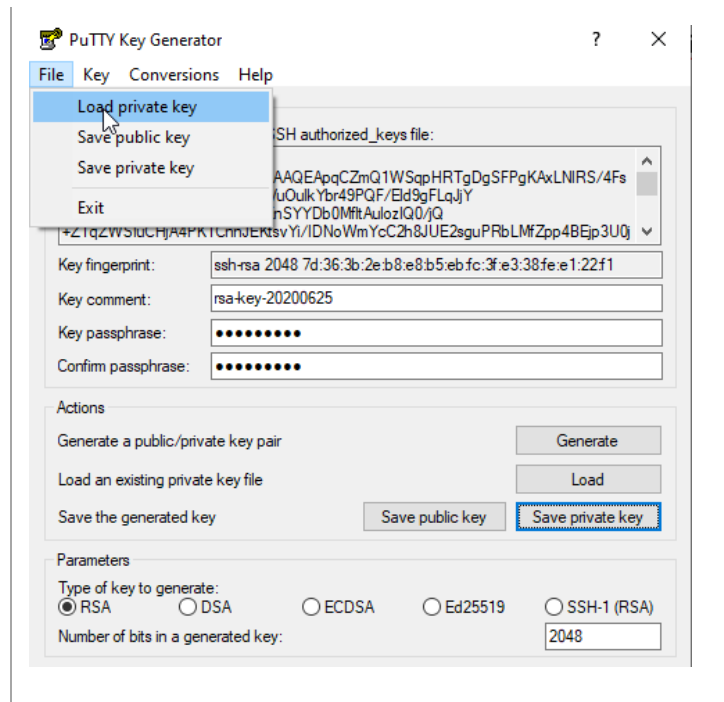 PuTTY Key Generator ? ×
File Key Conversions Help
Load private key
Save public key
SSH authorized_keys file:
Save private key
AAQEApqCZmQ1WSqpHRTgDgSFPgKAxLNIRS/4Fs
/uOulkYbr49PQF/Eld9gFLqJjY
nSYYDb0MfltAulozIQ0/jQ
Exit
Key fingerprint: ssh-rsa 2048 7d:36:3b:2e:b8:e8:b5:eb:fc:3f:e3:38:fe:e1:22:f1
Key comment: rsa-key-20200625
Key passphrase: ●●●●●●●●●
Confirm passphrase: ●●●●●●●●●
Actions
Generate a public/private key pair Generate
Load an existing private key file Load
Save the generated key Save public key Save private key
Parameters
Type of key to generate:
RSA DSA ECDSA Ed25519 SSH-1 (RSA)
Number of bits in a generated key: 2048